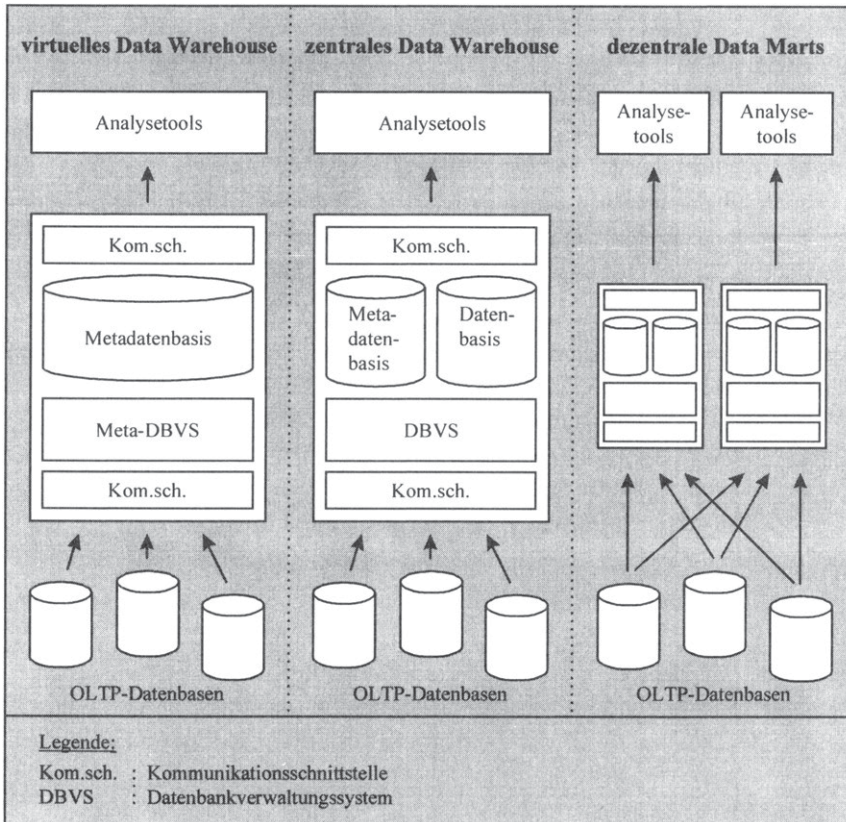 virtuelles Data Warehouse
Analysetools
Kom.sch.
Metadatenbasis
Meta-DBVS
Kom.sch.
OLTP-Datenbasen
zentrales Data Warehouse
Analysetools
Kom.sch.
Meta-
daten-
basis
Daten-
basis
DBVS
Kom.sch.
OLTP-Datenbasen
dezentrale Data Marts
Analyse-
tools
Analyse-
tools
OLTP-Datenbasen
Legende:
Kom.sch. : Kommunikationsschnittstelle
DBVS : Datenbankverwaltungssystem